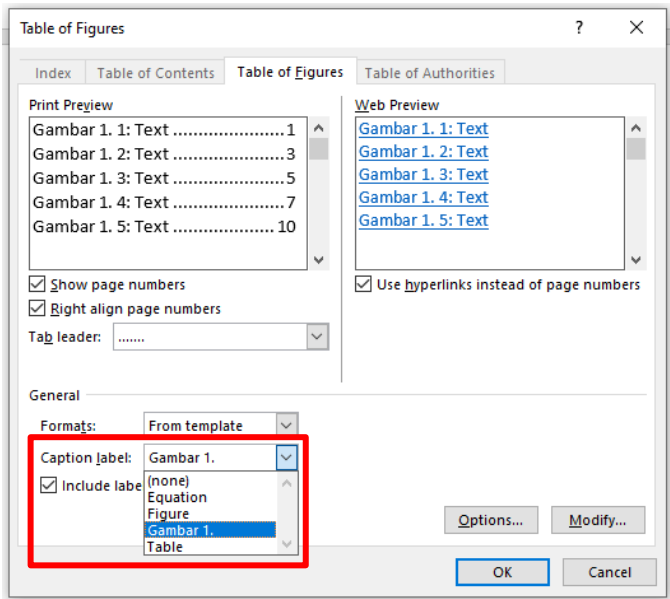 Table of Figures
?
Index
Table of Contents
Table of Figures
Table of Authorities
Print Preview
Gambar 1. 1: Text ...................... 1
Gambar 1. 2: Text ...................... 3
Gambar 1. 3: Text ...................... 5
Gambar 1. 4: Text ...................... 7
Gambar 1. 5: Text .................... 10
Web Preview
Gambar 1. 1: Text
Gambar 1. 2: Text
Gambar 1. 3: Text
Gambar 1. 4: Text
Gambar 1. 5: Text
Show page numbers
Right align page numbers
Tab leader: .......
Use hyperlinks instead of page numbers
General
Formats: From template
Caption label: Gambar 1.
Include labe
(none)
Equation
Figure
Gambar 1.
Table
Options...
Modify...
OK
Cancel